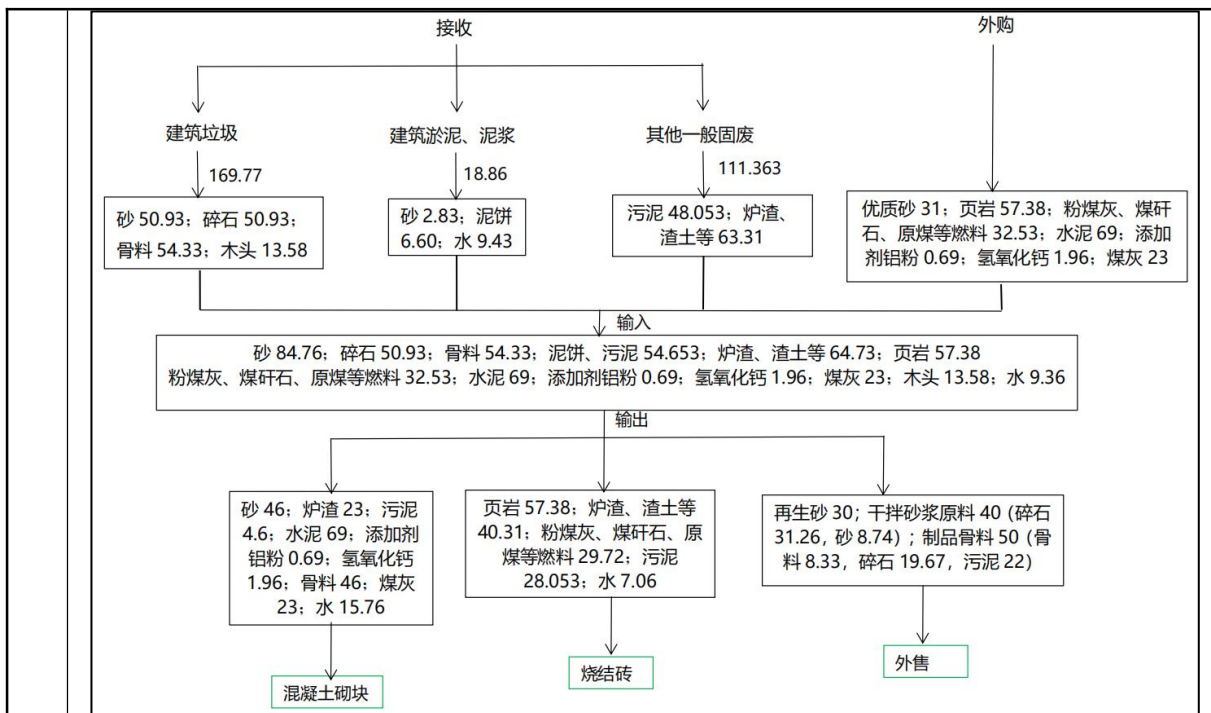 接收
外购
建筑垃圾
建筑淤泥、泥浆
其他一般固废
169.77
18.86
111.363
砂 50.93；碎石 50.93；
骨料 54.33；木头 13.58
砂 2.83；泥饼
6.60；水 9.43
污泥 48.053；炉渣、
渣土等 63.31
优质砂 31；页岩 57.38；粉煤灰、煤矸
石、原煤等燃料 32.53；水泥 69；添加
剂铝粉 0.69；氢氧化钙 1.96；煤灰 23
输入
砂 84.76；碎石 50.93；骨料 54.33；泥饼、污泥 54.653；炉渣、渣土等 64.73；页岩 57.38
粉煤灰、煤矸石、原煤等燃料 32.53；水泥 69；添加剂铝粉 0.69；氢氧化钙 1.96；煤灰 23；木头 13.58；水 9.36
输出
砂 46；炉渣 23；污泥
4.6；水泥 69；添加剂
铝粉 0.69；氢氧化钙
1.96；骨料 46；煤灰
23；水 15.76
页岩 57.38；炉渣、渣土等
40.31；粉煤灰、煤矸石、原
煤等燃料 29.72；污泥
28.053；水 7.06
再生砂 30；干拌砂浆原料 40（碎石
31.26，砂 8.74）；制品骨料 50（骨
料 8.33，碎石 19.67，污泥 22）
混凝土砌块
烧结砖
外售